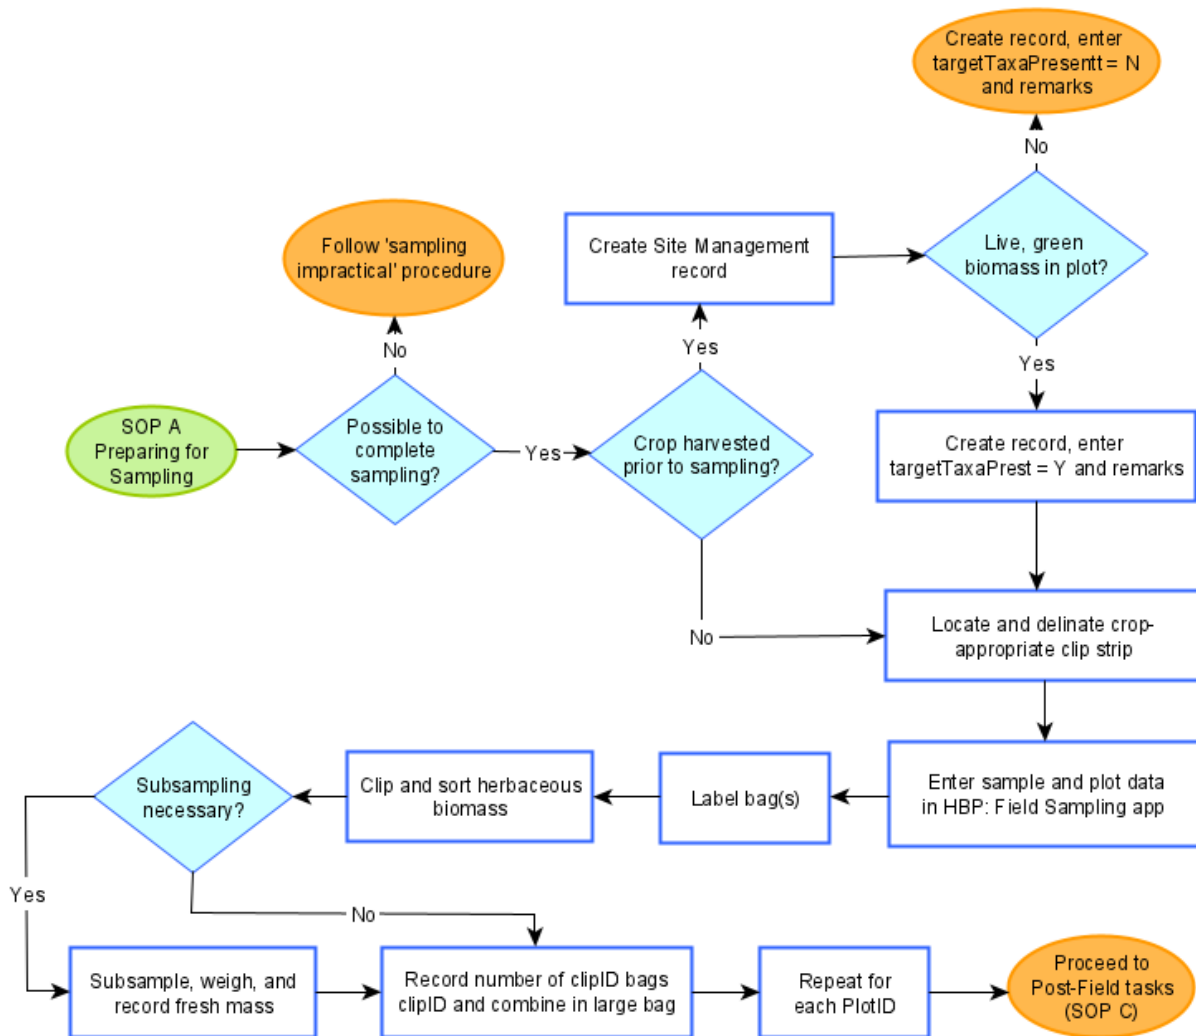 Create record, enter
targetTaxaPresentt = N
and remarks
No
Follow 'sampling
impractical' procedure
Create Site Management
record
Live, green
biomass in plot?
No
Yes
Yes
SOP A
Preparing for
Sampling
Possible to
complete
sampling?
Yes
Crop harvested
prior to sampling?
Create record, enter
targetTaxaPrest = Y and remarks
No
Locate and delinate crop-
appropriate clip strip
Subsampling
necessary?
Clip and sort herbaceous
biomass
Label bag(s)
Enter sample and plot data
in HBP: Field Sampling app
Yes
No
Subsample, weigh, and
record fresh mass
Record number of clipID bags
clipID and combine in large bag
Repeat for
each PlotID
Proceed to
Post-Field tasks
(SOP C)